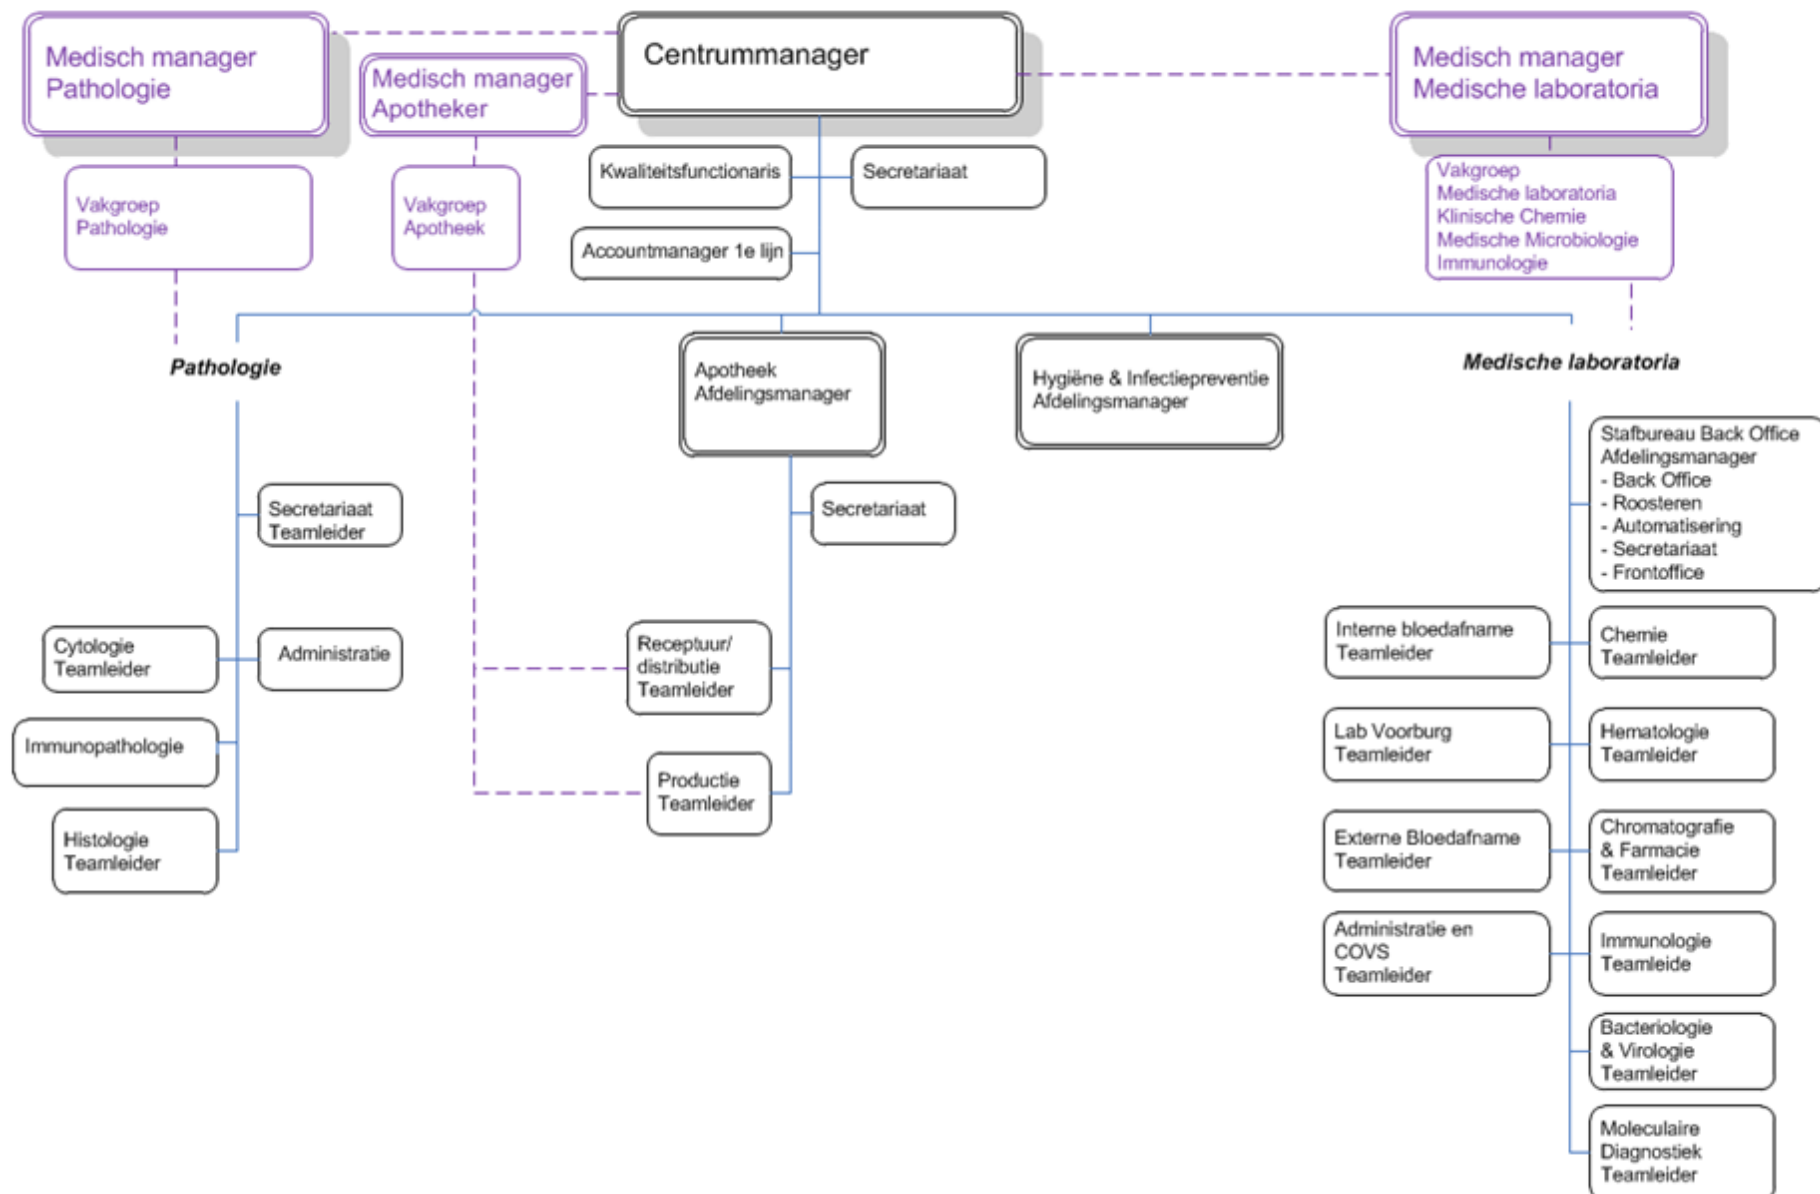 Medisch manager
Pathologie
Medisch manager
Apotheker
Centrummanager
Medisch manager
Medische laboratoria
Kwaliteitsfunctionaris
Secretariaat
Accountmanager 1e lijn
Vakgroep
Pathologie
Vakgroep
Apotheek
Vakgroep
Medische laboratoria
Klinische Chemie
Medische Microbiologie
Immunologie
Pathologie
Apotheek
Afdelingsmanager
Hygiëne & Infectiepreventie
Afdelingsmanager
Medische laboratoria
Secretariaat
Teamleider
Cytologie
Teamleider
Administratie
Immunopathologie
Histologie
Teamleider
Secretariaat
Receptuur/
distributie
Teamleider
Productie
Teamleider
Stafbureau Back Office
Afdelingsmanager
- Back Office
- Roosteren
- Automatisering
- Secretariaat
- Frontoffice
Interne bloedafname
Teamleider
Chemie
Teamleider
Lab Voorburg
Teamleider
Hematologie
Teamleider
Externe Bloedafname
Teamleider
Chromatografie
& Farmacie
Teamleider
Administratie en
COVS
Teamleider
Immunologie
Teamleide
Bacteriologie
& Virologie
Teamleider
Moleculaire
Diagnostiek
Teamleider